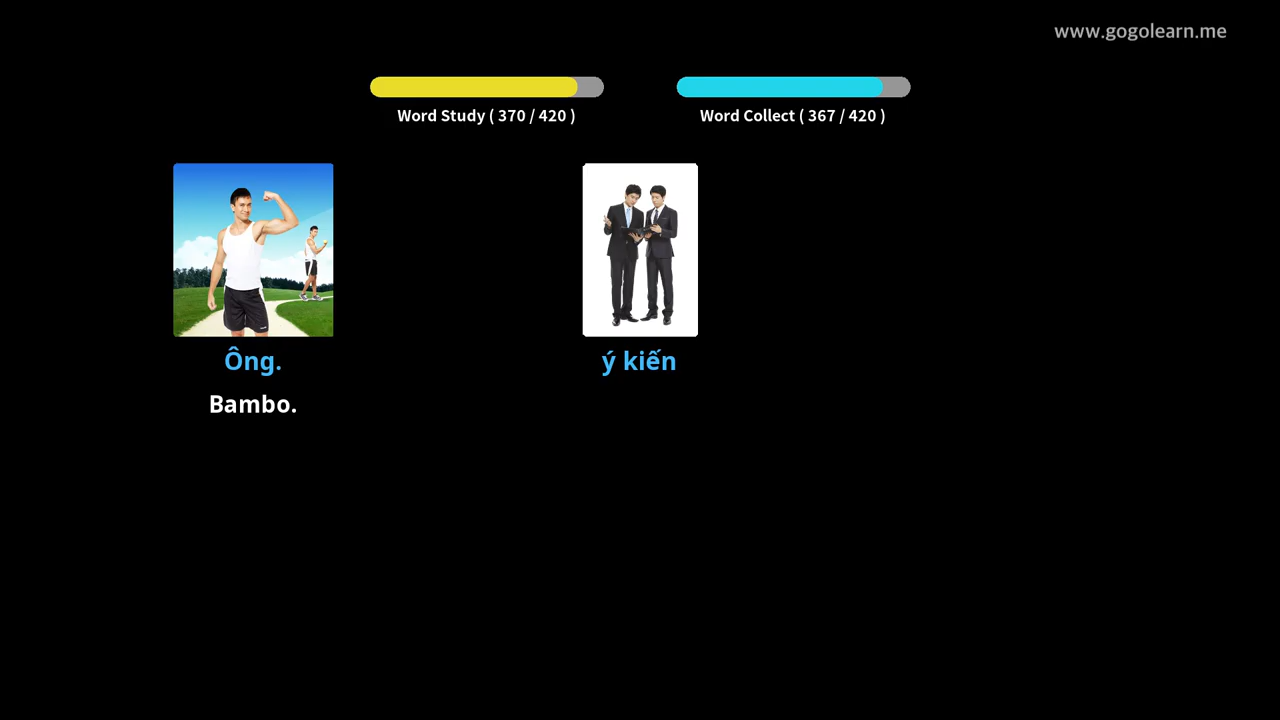 www.gogolearn.me
Word Study ( 370 / 420 )
Word Collect ( 367 / 420 )
Ông.
Bambo.
ý kiến